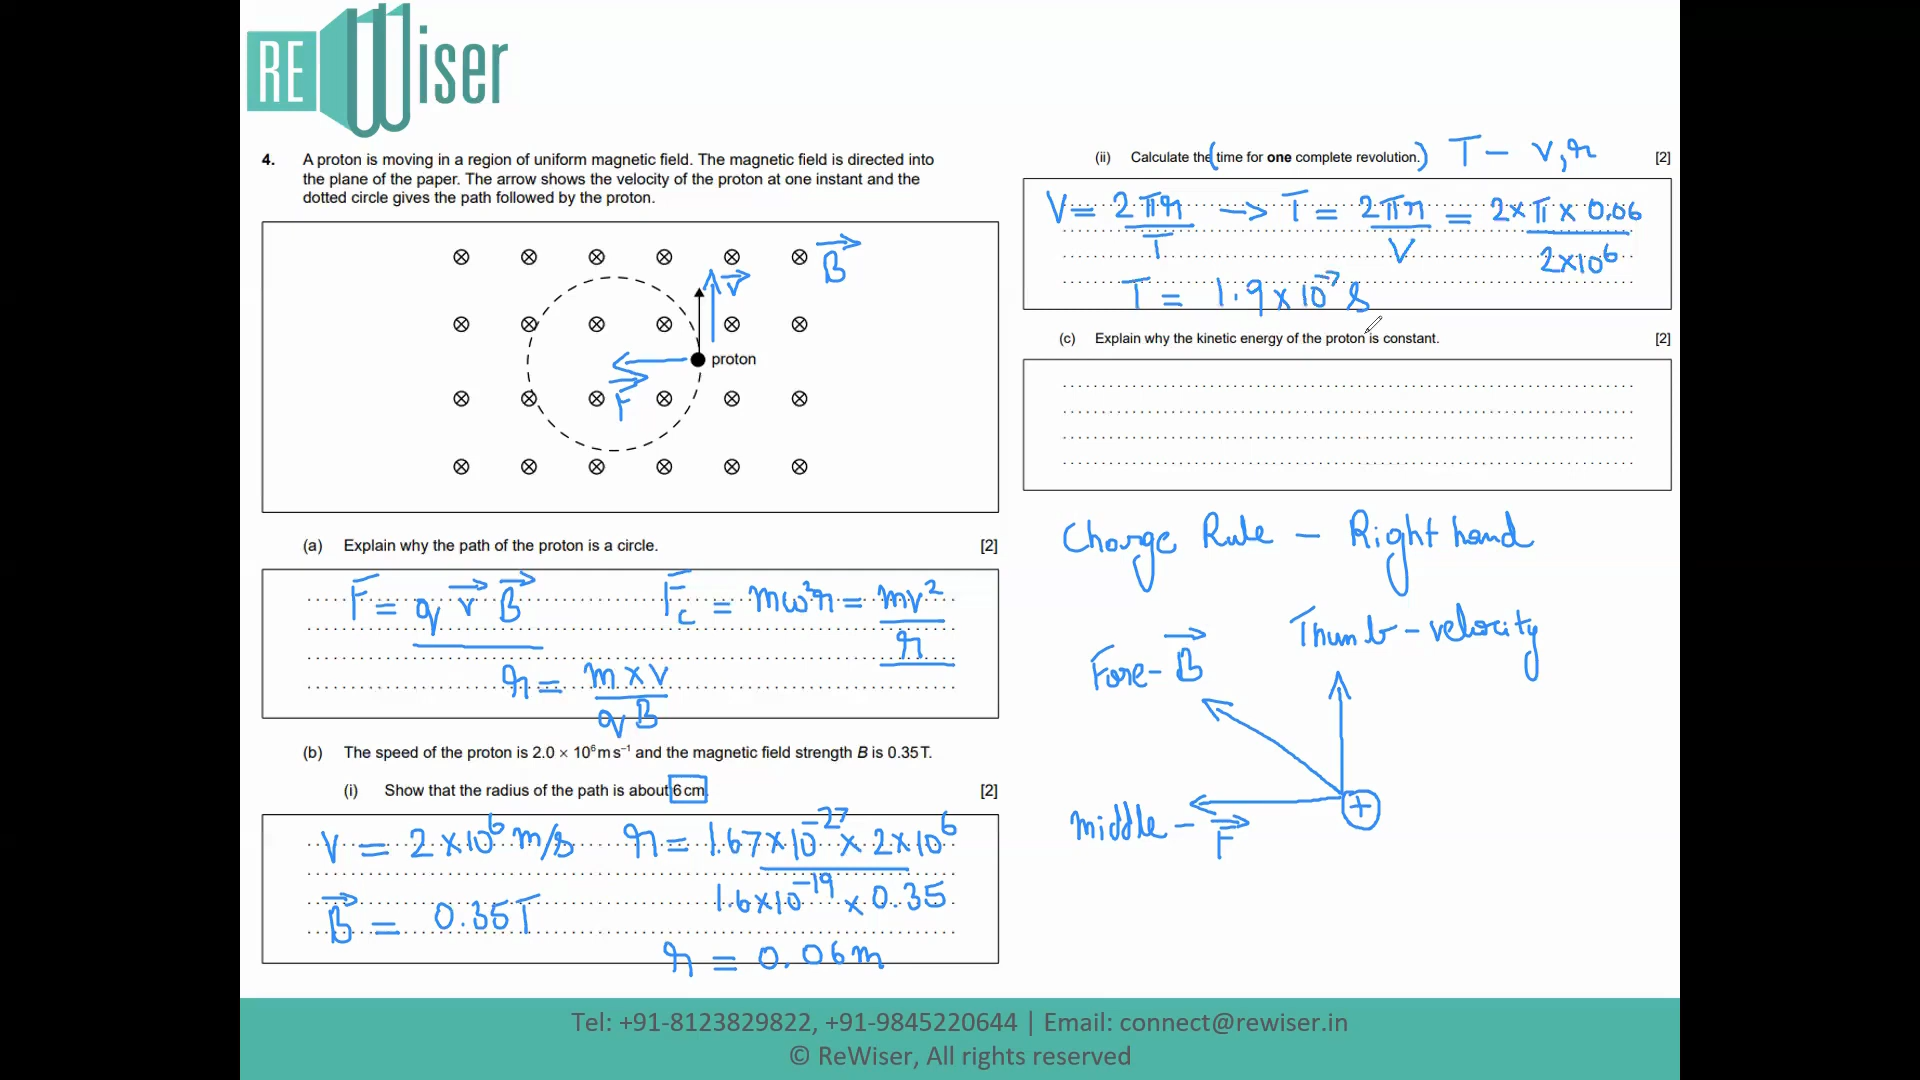 RE Wiser
4. A proton is moving in a region of uniform magnetic field. The magnetic field is directed into
the plane of the paper. The arrow shows the velocity of the proton at one instant and the
dotted circle gives the path followed by the proton.
B
v
proton
F
(a) Explain why the path of the proton is a circle. [2]
F = q v B F_c = mω²r = mv²/r
r = m × v / qB
(b) The speed of the proton is 2.0 × 10⁶ m s⁻¹ and the magnetic field strength B is 0.35 T.
(i) Show that the radius of the path is about 6 cm. [2]
v = 2 × 10⁶ m/s r = 1.67 × 10⁻²⁷ × 2 × 10⁶
B = 0.35T 1.6 × 10⁻¹⁹ × 0.35
r = 0.06 m
(ii) Calculate the (time for one complete revolution.) T – v, r [2]
V = 2πr/T → T = 2πr/V = 2 × π × 0.06 / 2×10⁶
T = 1.9 × 10⁻⁷ s
(c) Explain why the kinetic energy of the proton is constant. [2]
Charge Rule – Right hand
Thumb – velocity
Fore – B
Middle – F
+
Tel: +91-8123829822, +91-9845220644 | Email: connect@rewiser.in
© ReWiser, All rights reserved